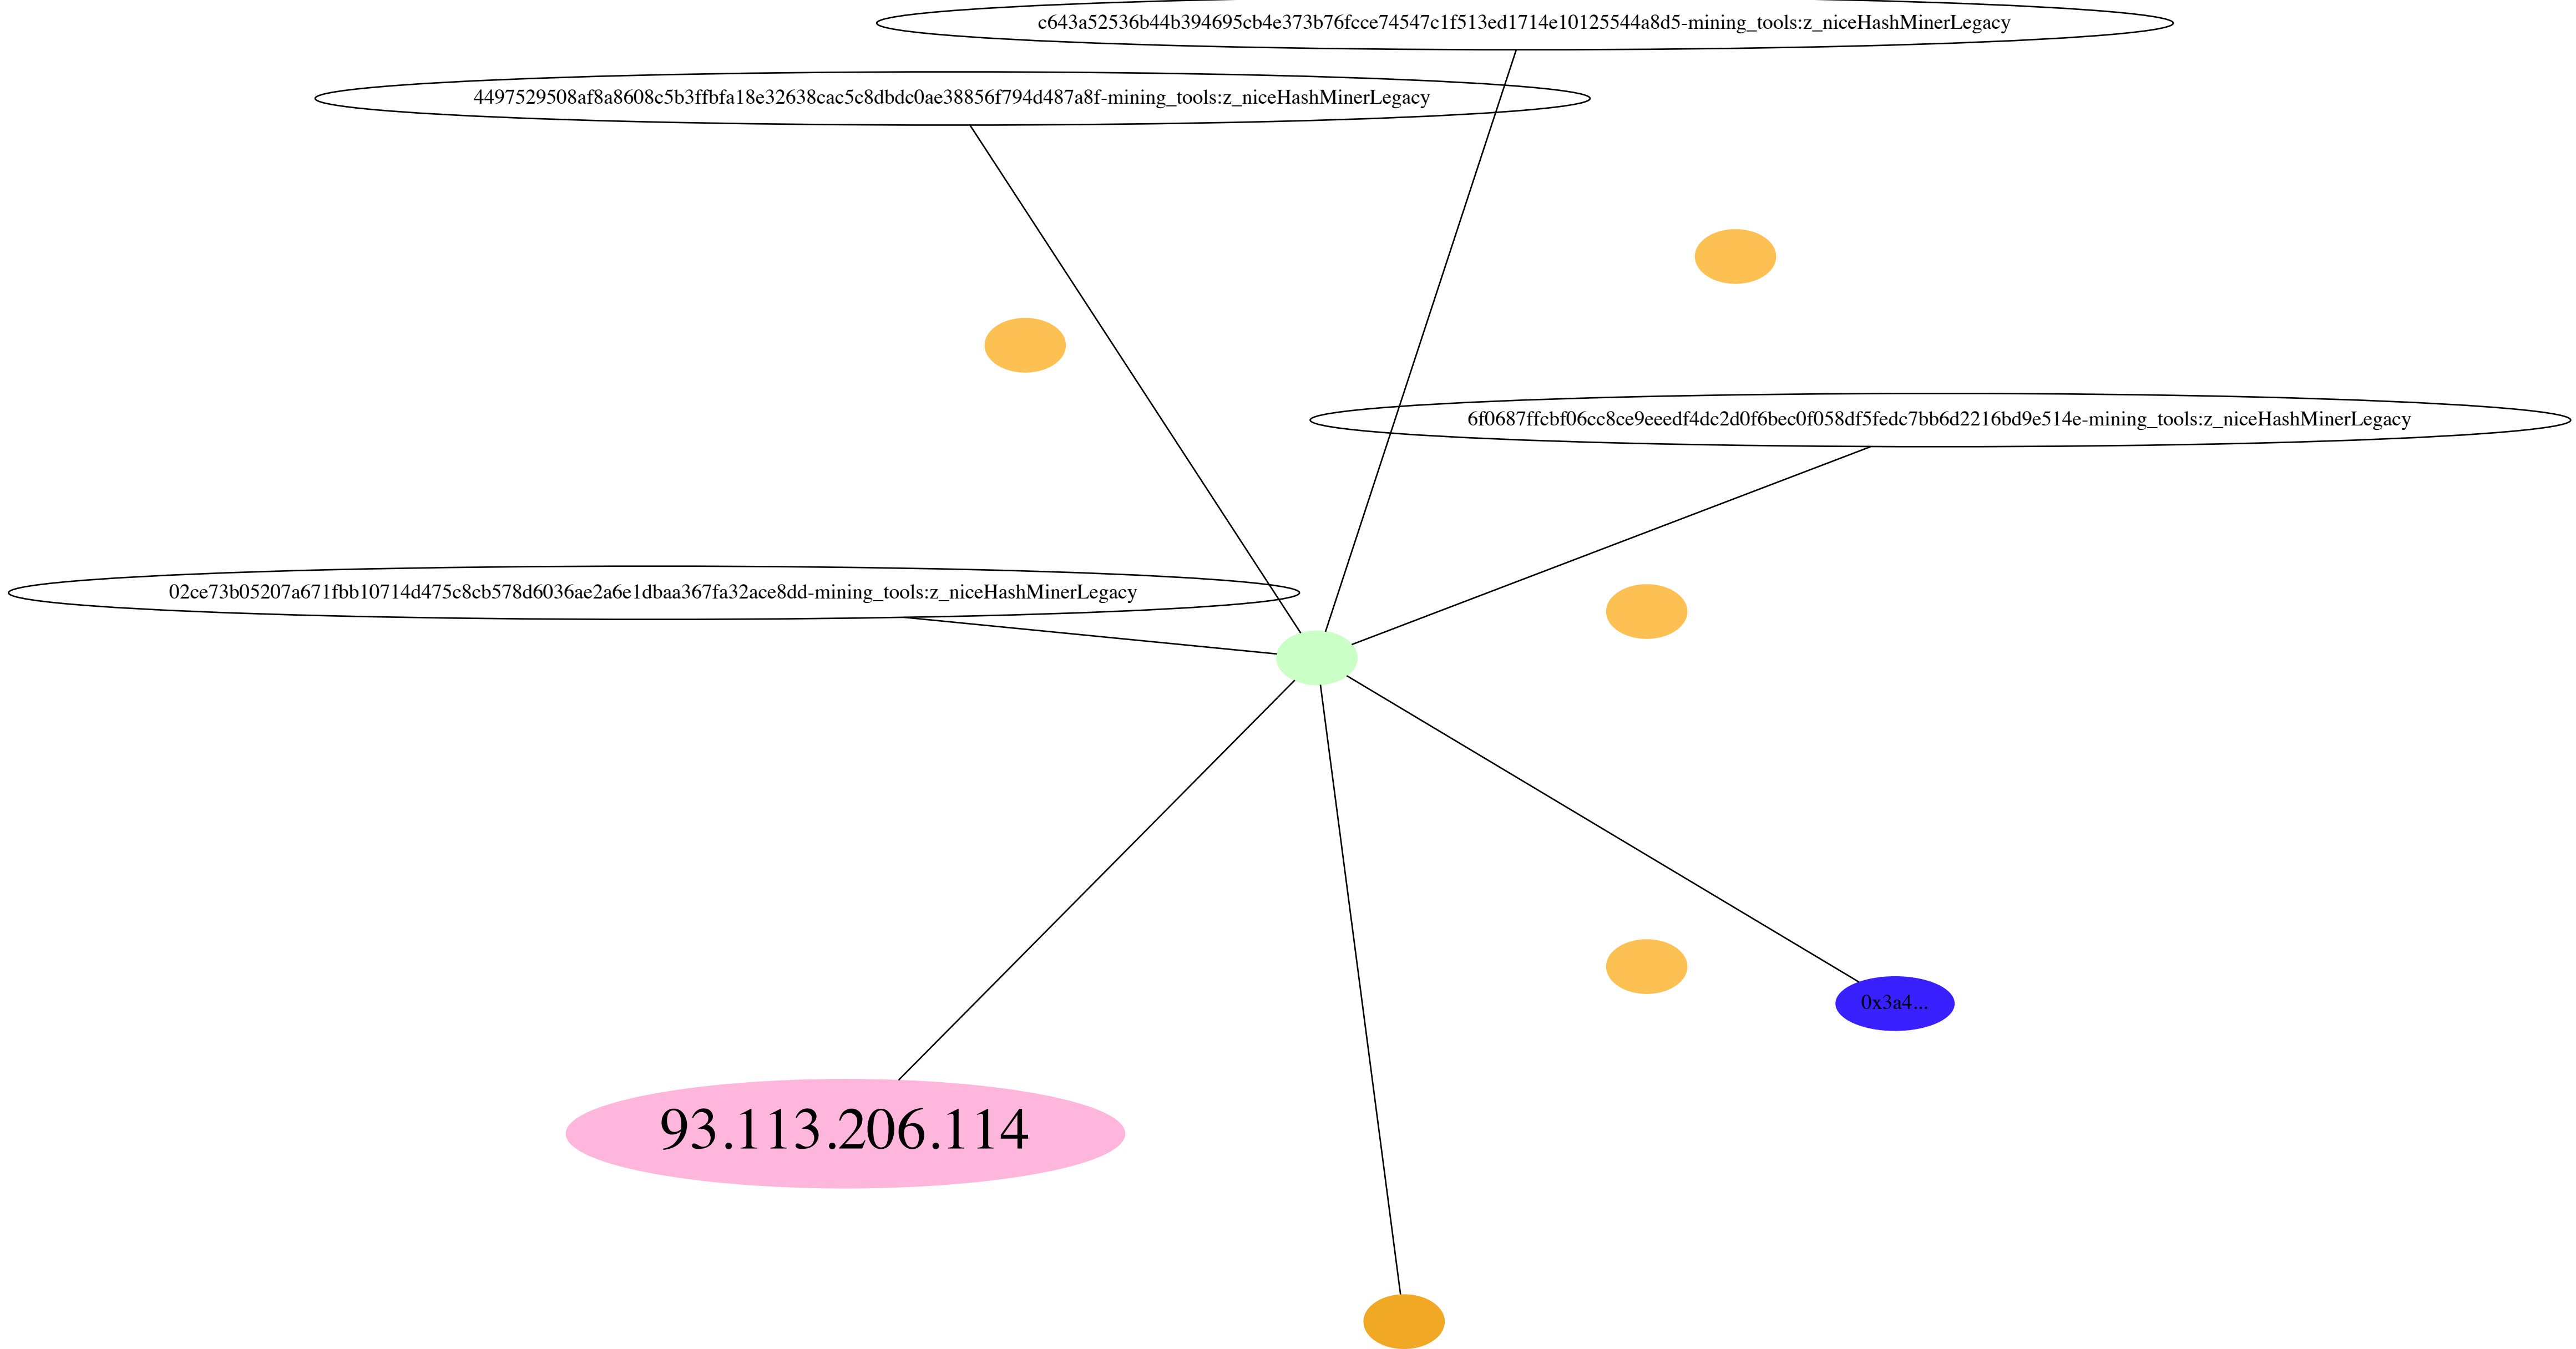 c643a52536b44b394695cb4e373b76fcce74547c1f513ed1714e10125544a8d5-mining_tools:z_niceHashMinerLegacy
4497529508af8a8608c5b3ffbfa18e32638cac5c8dbdc0ae38856f794d487a8f-mining_tools:z_niceHashMinerLegacy
6f0687ffcbf06cc8ce9eeedf4dc2d0f6bec0f058df5fedc7bb6d2216bd9e514e-mining_tools:z_niceHashMinerLegacy
02ce73b05207a671fbb10714d475c8cb578d6036ae2a6e1dbaa367fa32ace8dd-mining_tools:z_niceHashMinerLegacy
0x3a4...
93.113.206.114